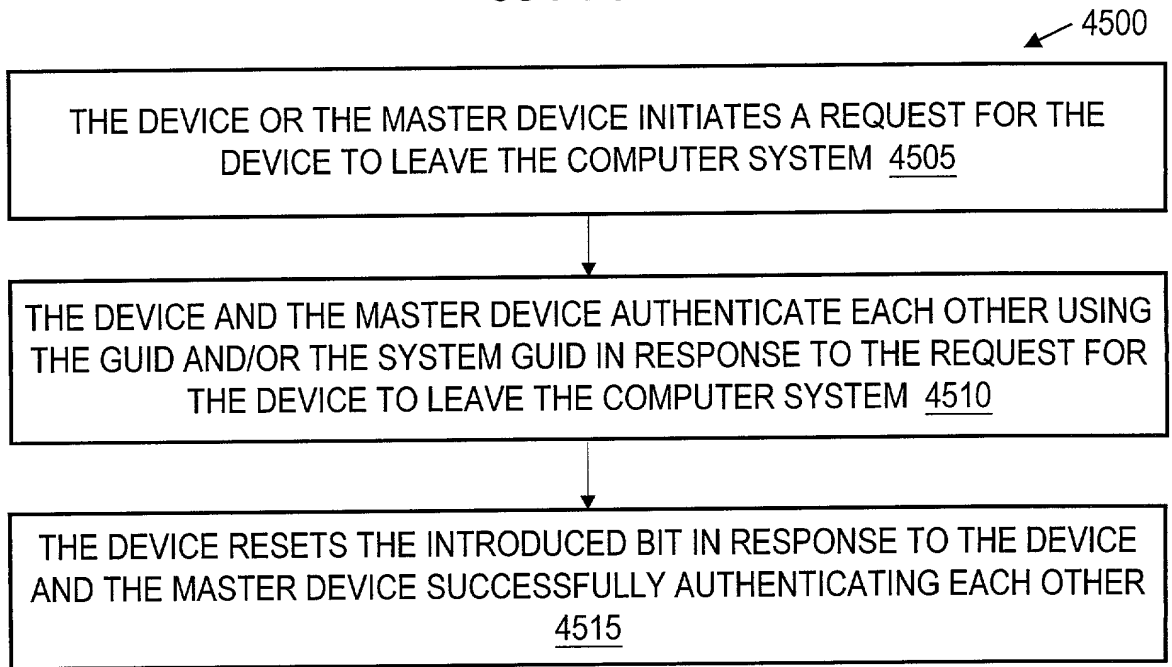 4500
THE DEVICE OR THE MASTER DEVICE INITIATES A REQUEST FOR THE
DEVICE TO LEAVE THE COMPUTER SYSTEM 4505
THE DEVICE AND THE MASTER DEVICE AUTHENTICATE EACH OTHER USING
THE GUID AND/OR THE SYSTEM GUID IN RESPONSE TO THE REQUEST FOR
THE DEVICE TO LEAVE THE COMPUTER SYSTEM 4510
THE DEVICE RESETS THE INTRODUCED BIT IN RESPONSE TO THE DEVICE
AND THE MASTER DEVICE SUCCESSFULLY AUTHENTICATING EACH OTHER
4515